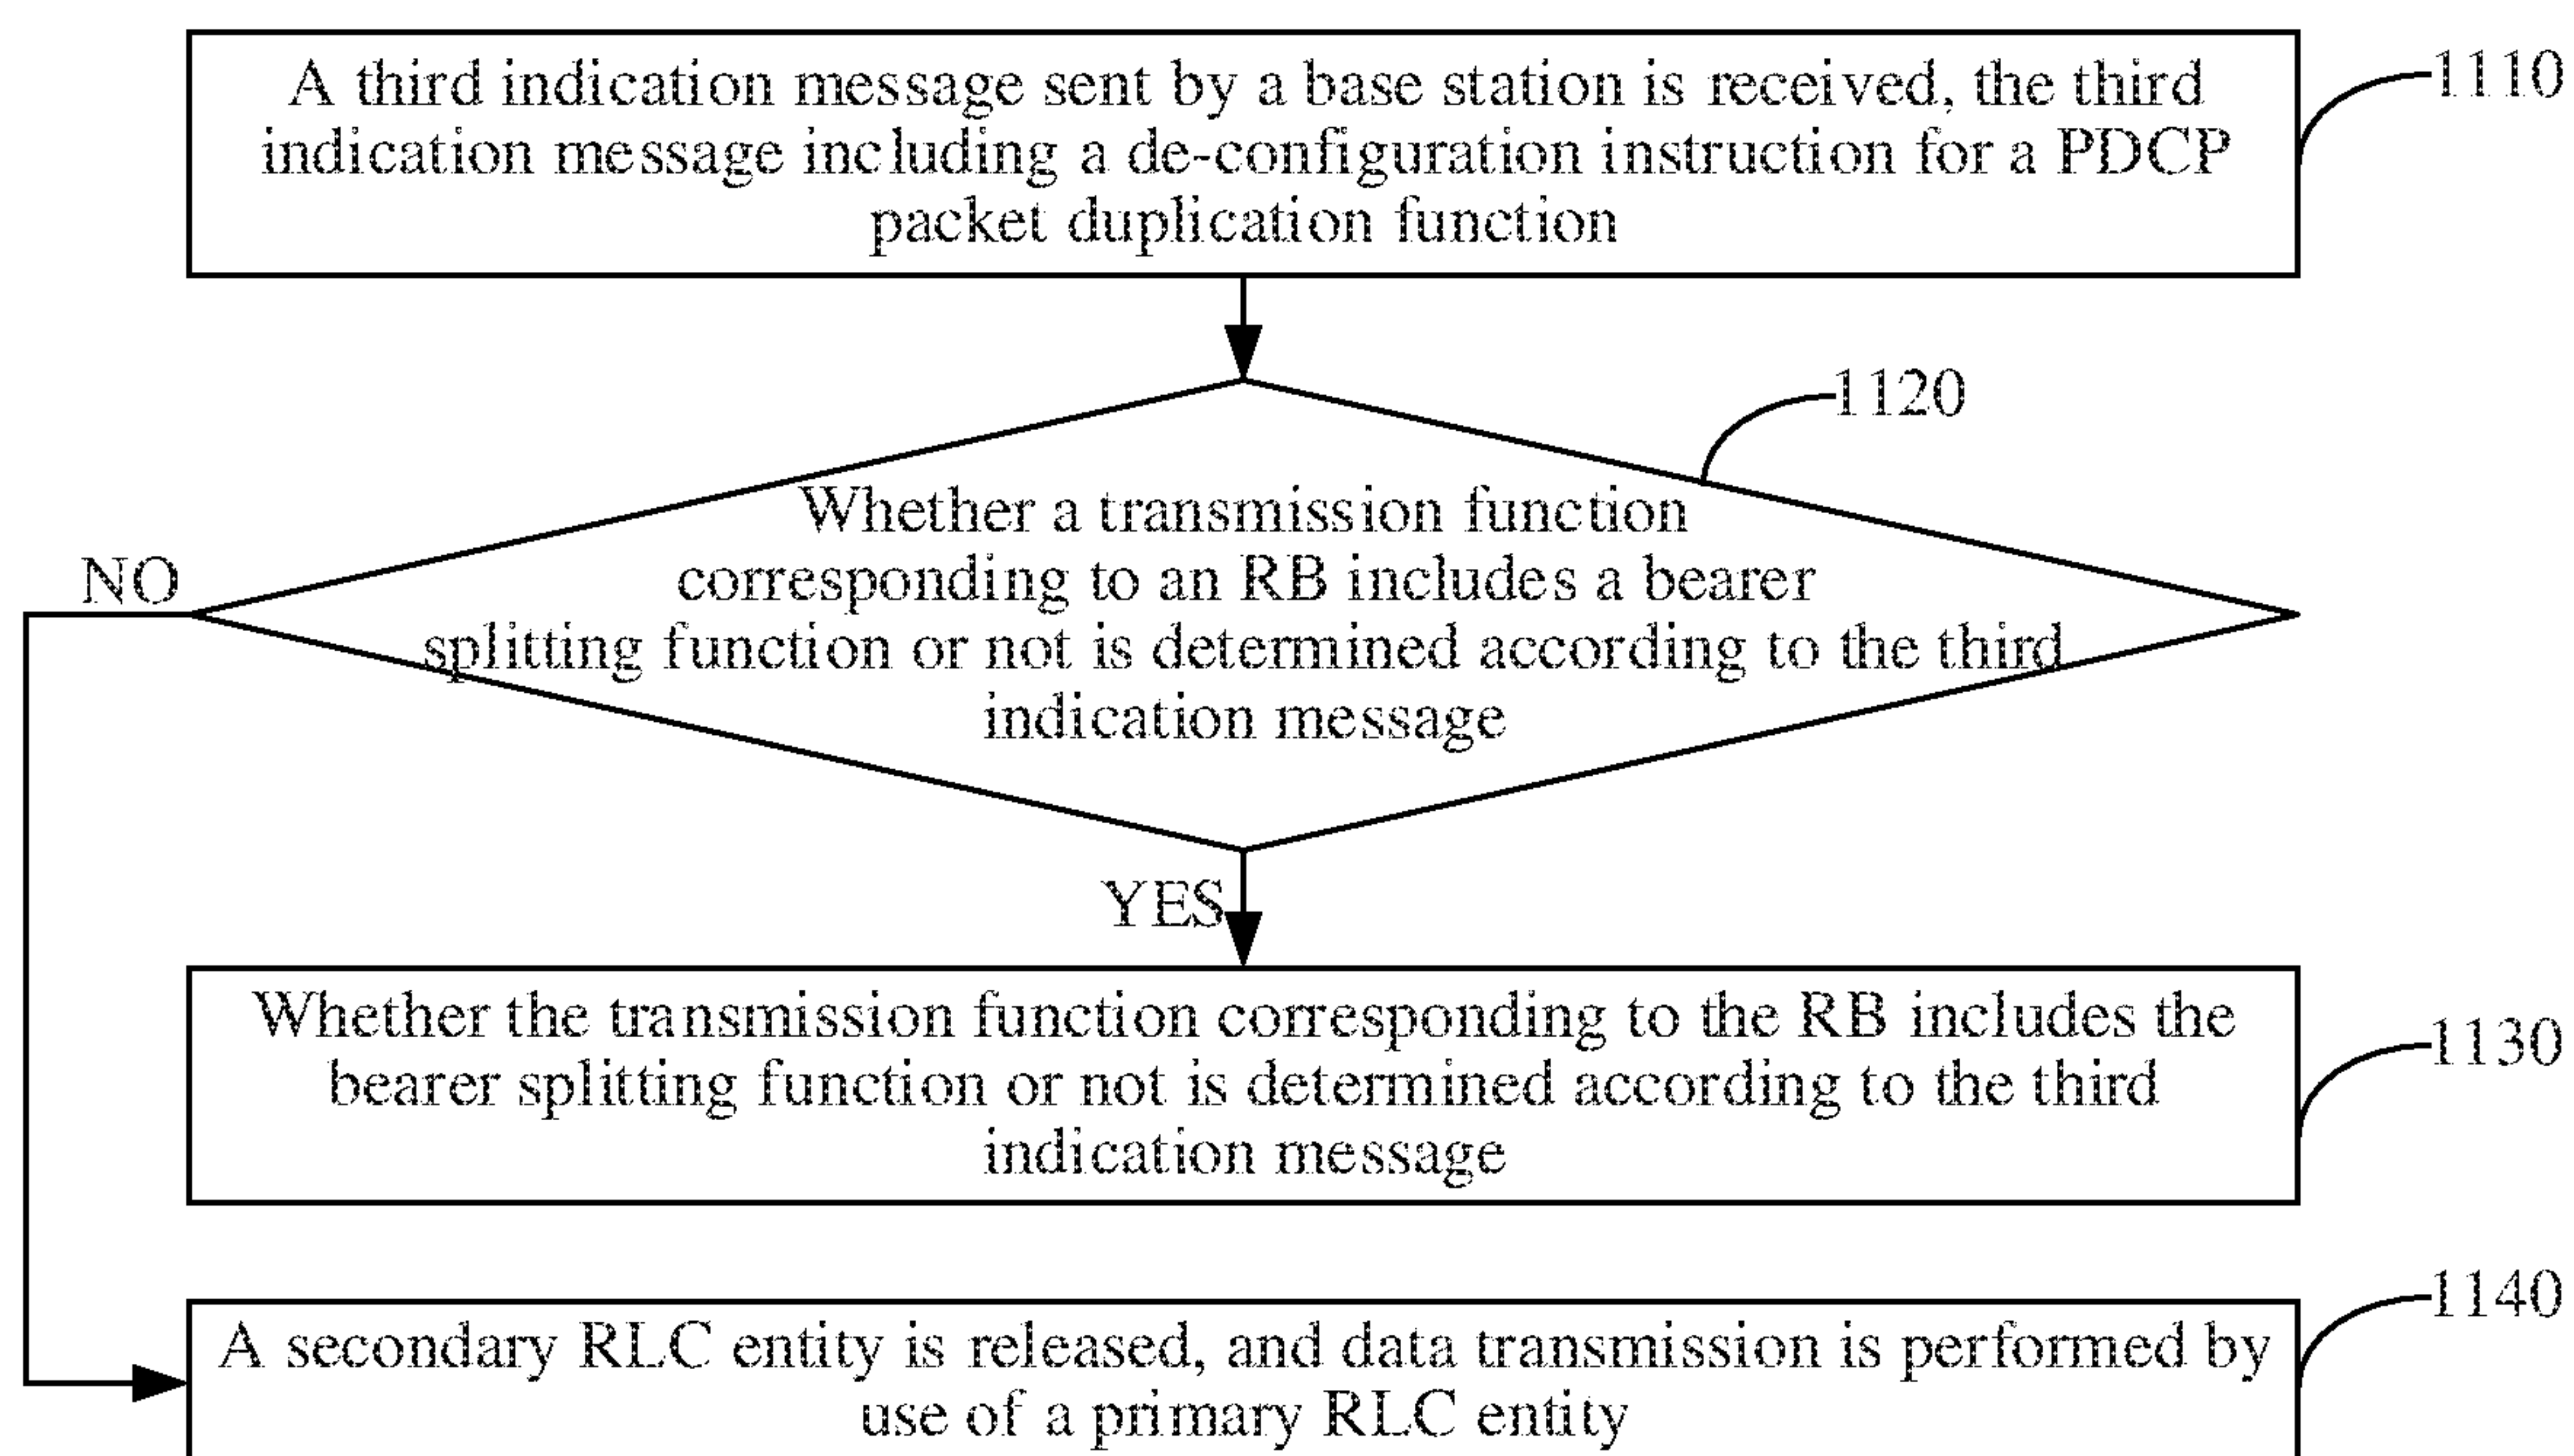 A third indication message sent by a base station is received, the third
indication message including a de-configuration instruction for a PDCP
packet duplication function
1110
1120
Whether a transmission function
corresponding to an RB includes a bearer
splitting function or not is determined according to the third
indication message
NO
YES
Whether the transmission function corresponding to the RB includes the
bearer splitting function or not is determined according to the third
indication message
1130
A secondary RLC entity is released, and data transmission is performed by
use of a primary RLC entity
1140